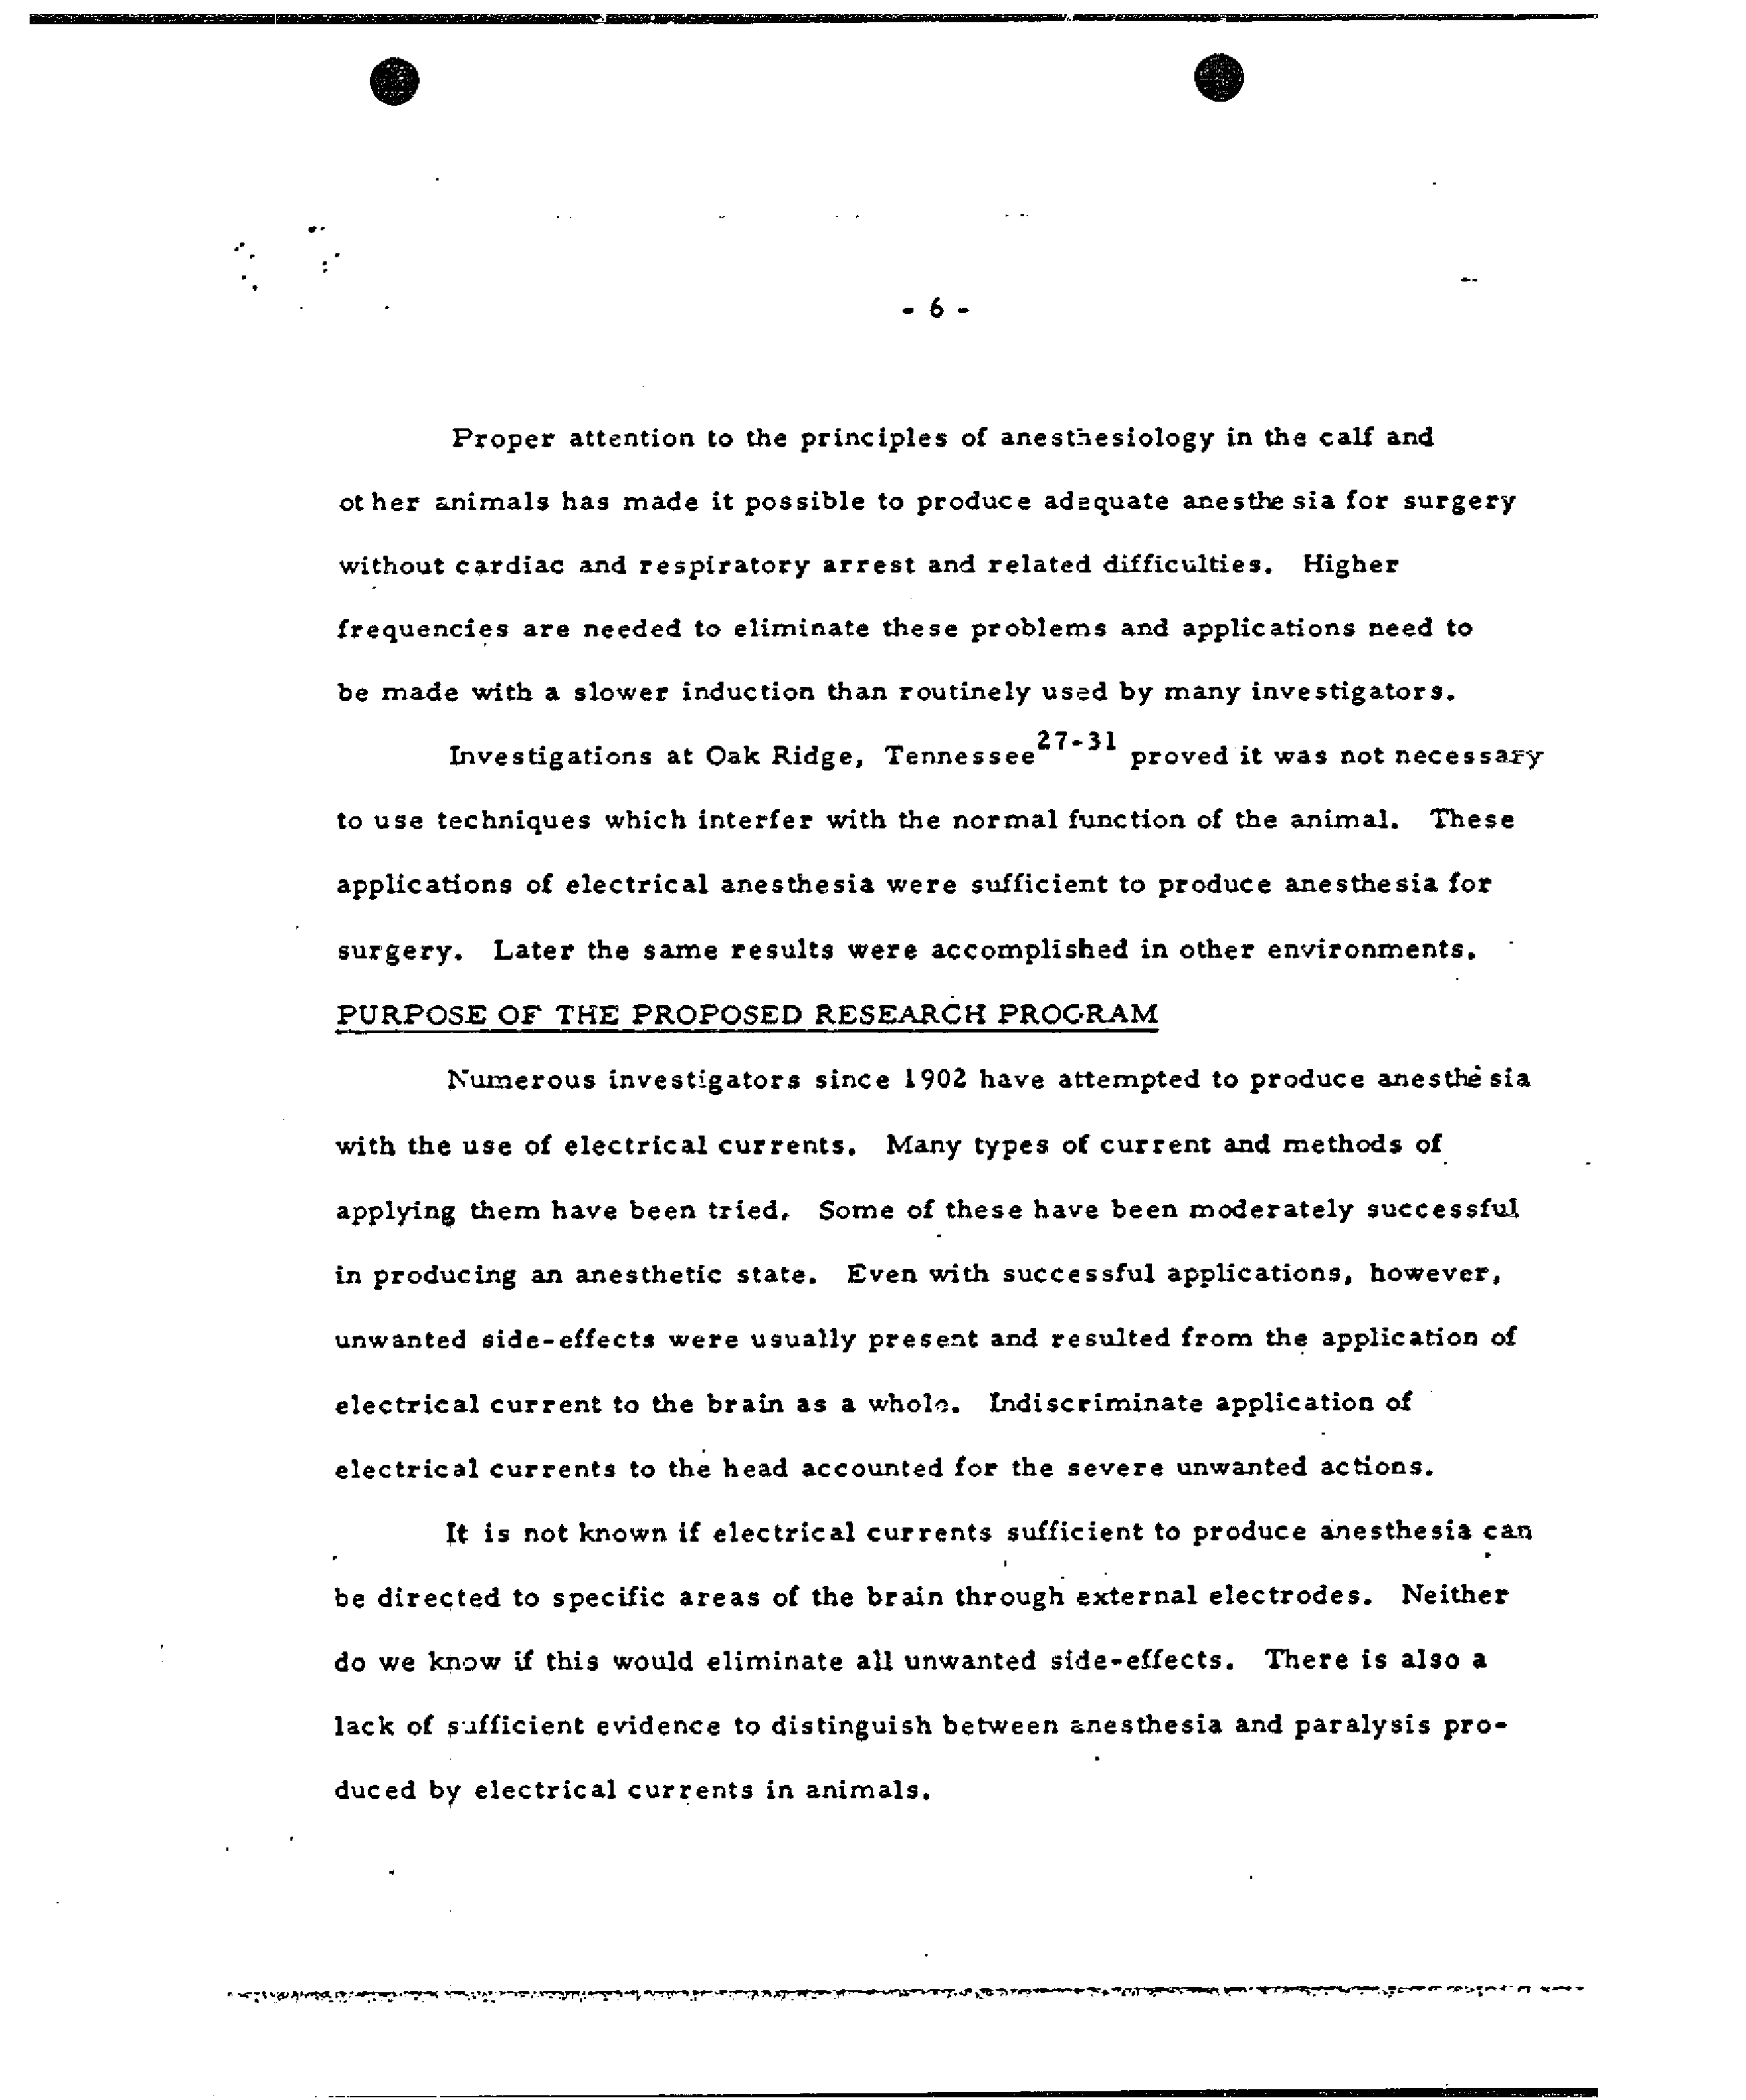 - 6 -
Proper attention to the principles of anesthesiology in the calf and
other animals has made it possible to produce adequate anesthesia for surgery
without cardiac and respiratory arrest and related difficulties. Higher
frequencies are needed to eliminate these problems and applications need to
be made with a slower induction than routinely used by many investigators.
Investigations at Oak Ridge, Tennessee27-31 proved it was not necessary
to use techniques which interfer with the normal function of the animal. These
applications of electrical anesthesia were sufficient to produce anesthesia for
surgery. Later the same results were accomplished in other environments.
PURPOSE OF THE PROPOSED RESEARCH PROGRAM
Numerous investigators since 1902 have attempted to produce anesthesia
with the use of electrical currents. Many types of current and methods of
applying them have been tried. Some of these have been moderately successful
in producing an anesthetic state. Even with successful applications, however,
unwanted side-effects were usually present and resulted from the application of
electrical current to the brain as a whole. Indiscriminate application of
electrical currents to the head accounted for the severe unwanted actions.
It is not known if electrical currents sufficient to produce anesthesia can
be directed to specific areas of the brain through external electrodes. Neither
do we know if this would eliminate all unwanted side-effects. There is also a
lack of sufficient evidence to distinguish between anesthesia and paralysis pro-
duced by electrical currents in animals.